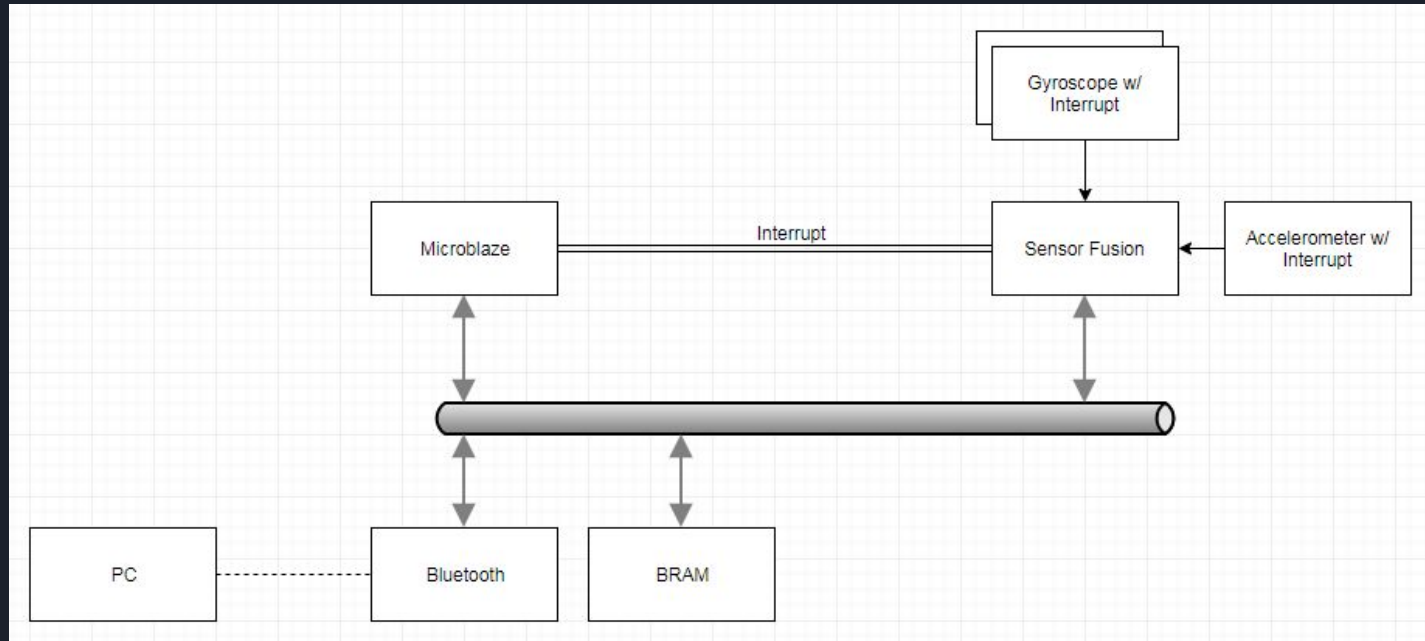 Gyroscope w/
Interrupt
Interrupt
Microblaze
Sensor Fusion
Accelerometer w/
Interrupt
PC
Bluetooth
BRAM